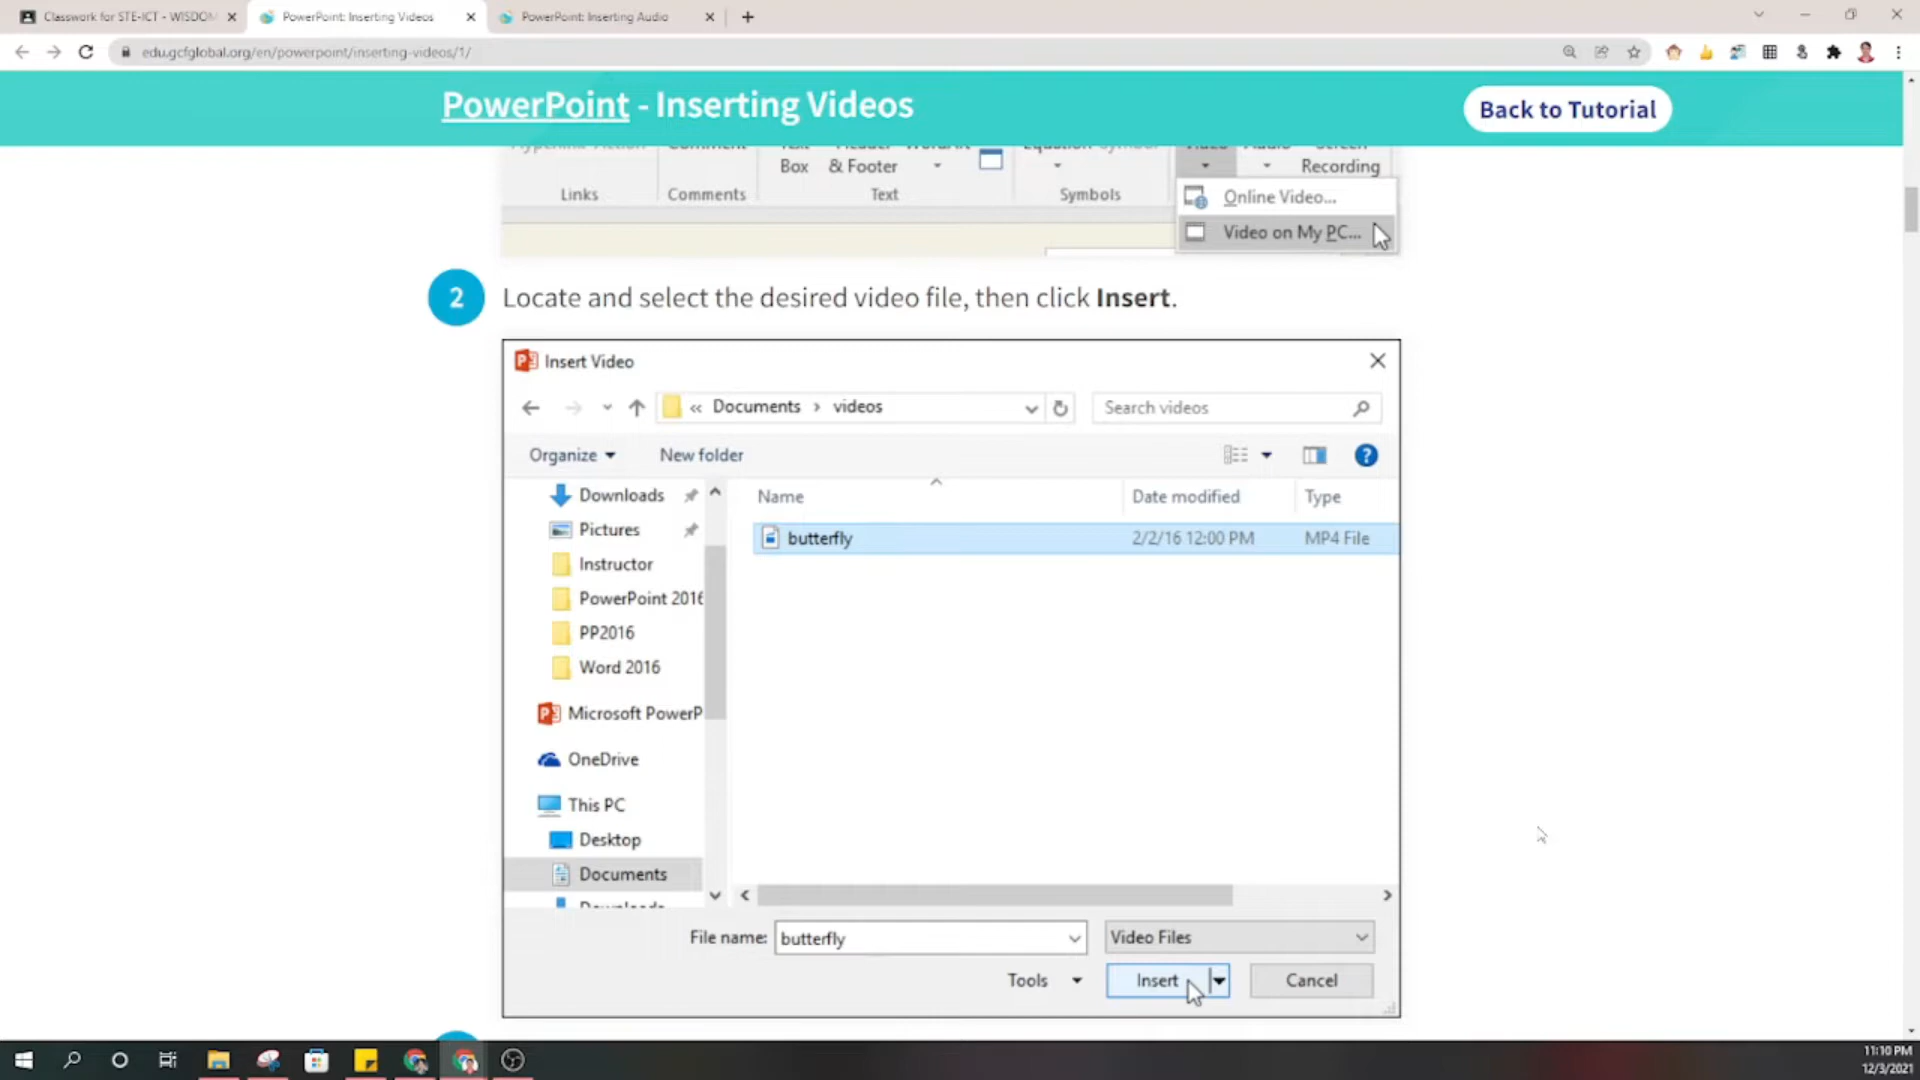 Classwork for STE-ICT - WISDOM
PowerPoint: Inserting Videos
PowerPoint: Inserting Audio
edu.gcfglobal.org/en/powerpoint/inserting-videos/1/
PowerPoint - Inserting Videos
Back to Tutorial
Box & Footer Recording
Links Comments Text Symbols
Online Video...
Video on My PC...
2 Locate and select the desired video file, then click Insert.
Insert Video
« Documents › videos
Search videos
Organize New folder
Name Date modified Type
butterfly 2/2/16 12:00 PM MP4 File
Downloads
Pictures
Instructor
PowerPoint 2016
PP2016
Word 2016
Microsoft PowerP
OneDrive
This PC
Desktop
Documents
File name: butterfly Video Files
Tools Insert Cancel
11:10 PM
12/3/2021